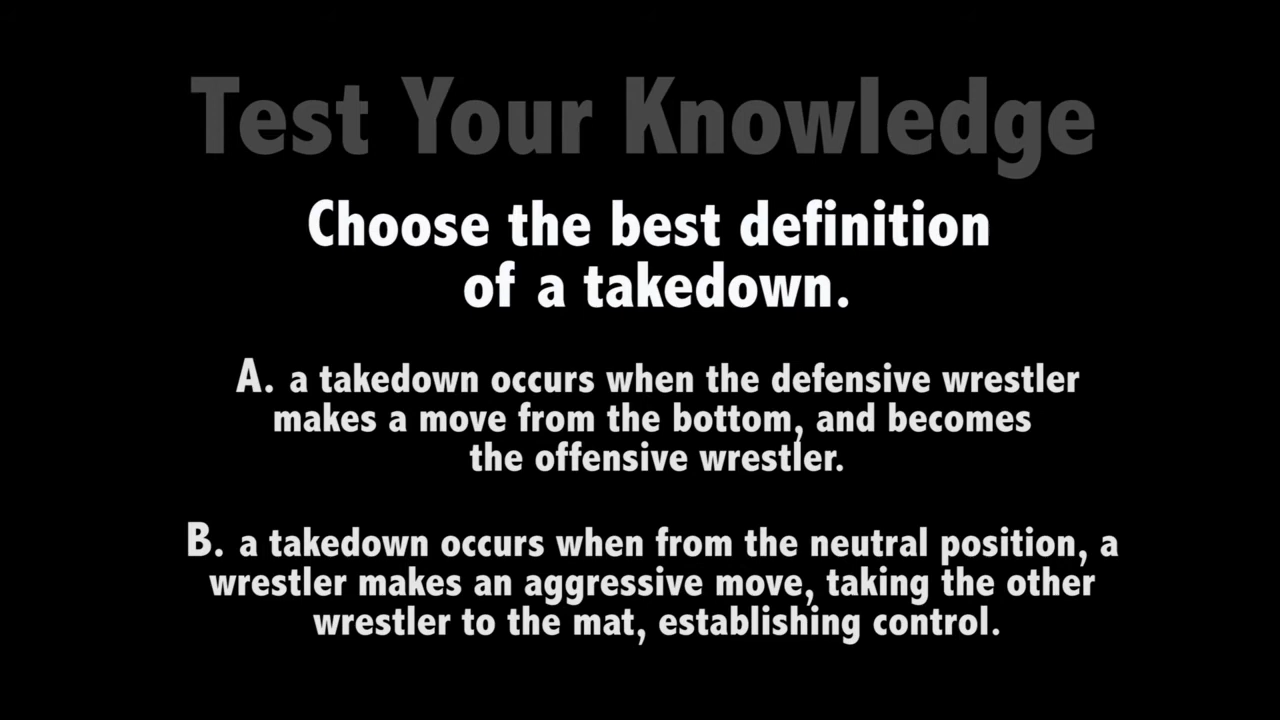 Test Your Knowledge
Choose the best definition
of a takedown.
A. a takedown occurs when the defensive wrestler
makes a move from the bottom, and becomes
the offensive wrestler.
B. a takedown occurs when from the neutral position, a
wrestler makes an aggressive move, taking the other
wrestler to the mat, establishing control.